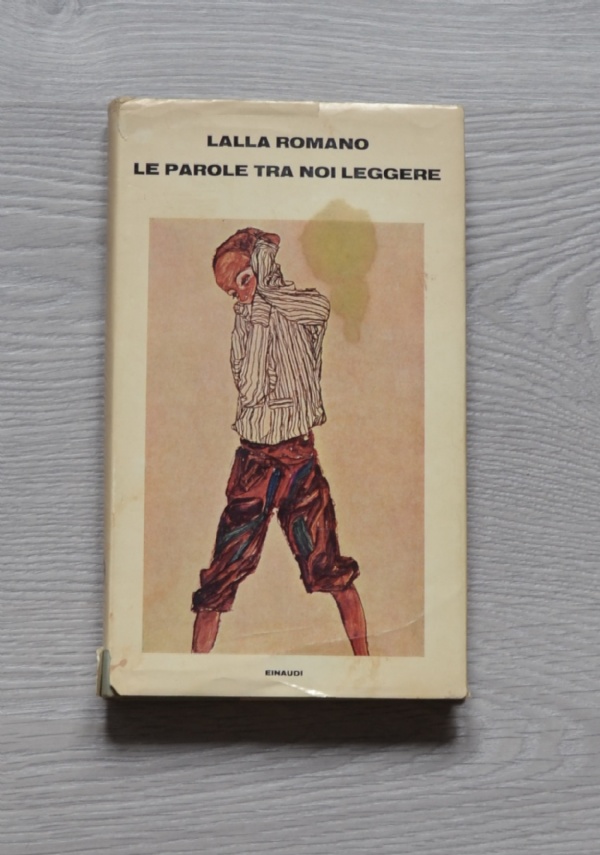 LALLA ROMANO
LE PAROLE TRA NOI LEGGERE
EINAUDI